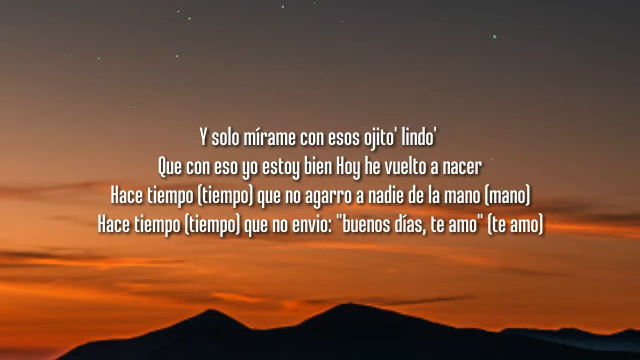 Y solo mírame con esos ojito' lindo'
Que con eso yo estoy bien Hoy he vuelto a nacer
Hace tiempo (tiempo) que no agarro a nadie de la mano (mano)
Hace tiempo (tiempo) que no envio: "buenos días, te amo" (te amo)